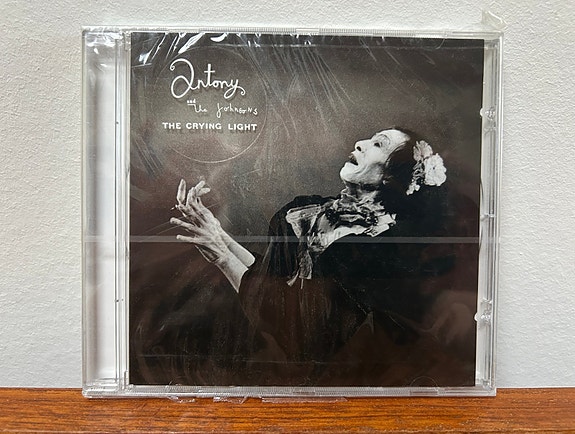 Antony
and the Johnsons
THE CRYING LIGHT